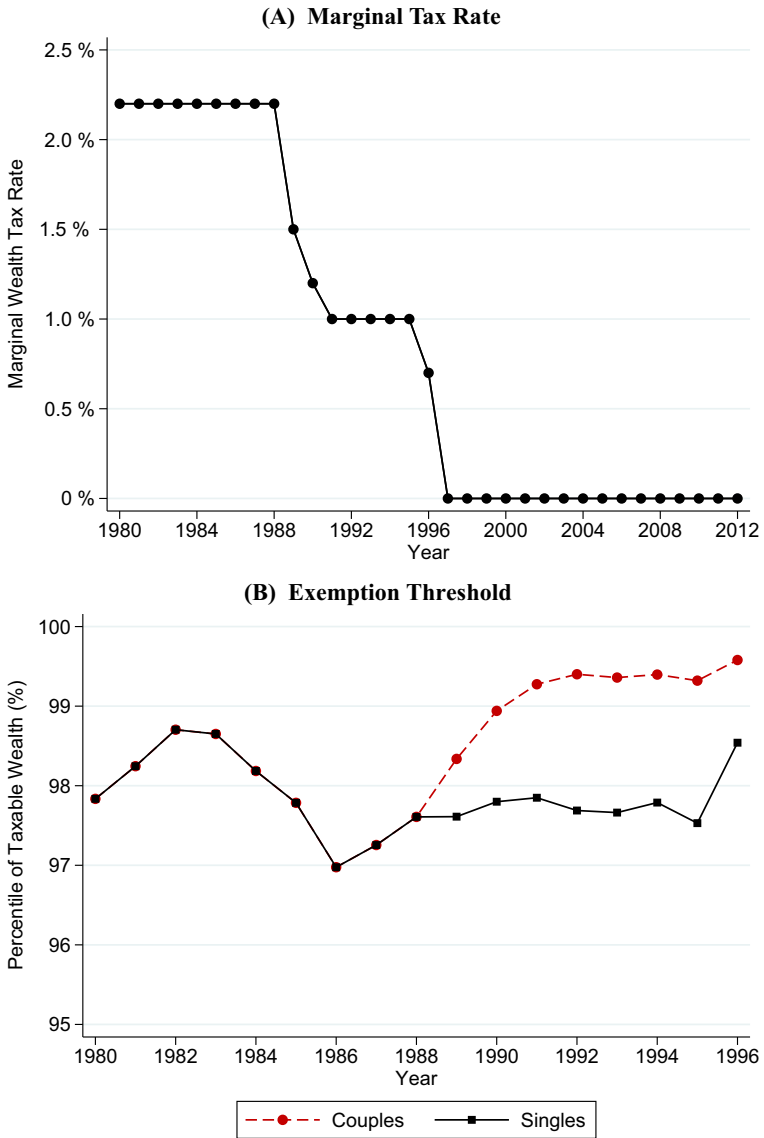 (A) Marginal Tax Rate
Marginal Wealth Tax Rate
2.5 %
2.0 %
1.5 %
1.0 %
0.5 %
0 %
1980 1984 1988 1992 1996 2000 2004 2008 2012
Year
(B) Exemption Threshold
Percentile of Taxable Wealth (%)
100
99
98
97
96
95
1980 1982 1984 1986 1988 1990 1992 1994 1996
Year
Couples Singles